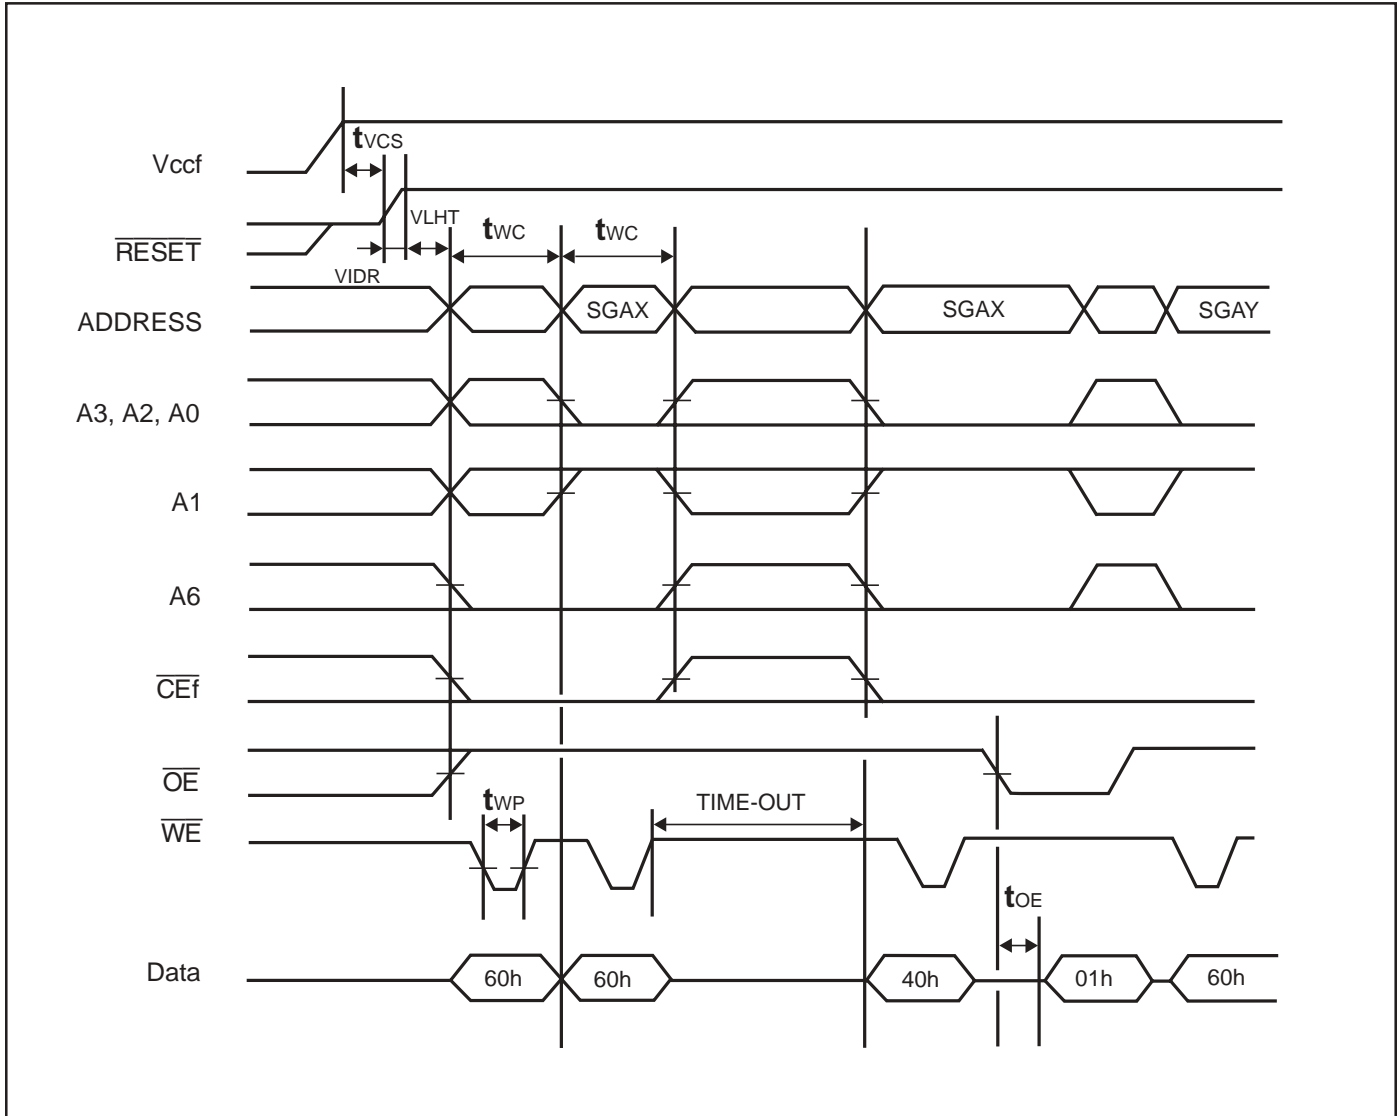 Vccf
tVCS
RESET
VLHT
tWC
tWC
VIDR
ADDRESS
SGAX
SGAX
SGAY
A3, A2, A0
A1
A6
CEf
OE
tWP
TIME-OUT
WE
tOE
Data
60h
60h
40h
01h
60h